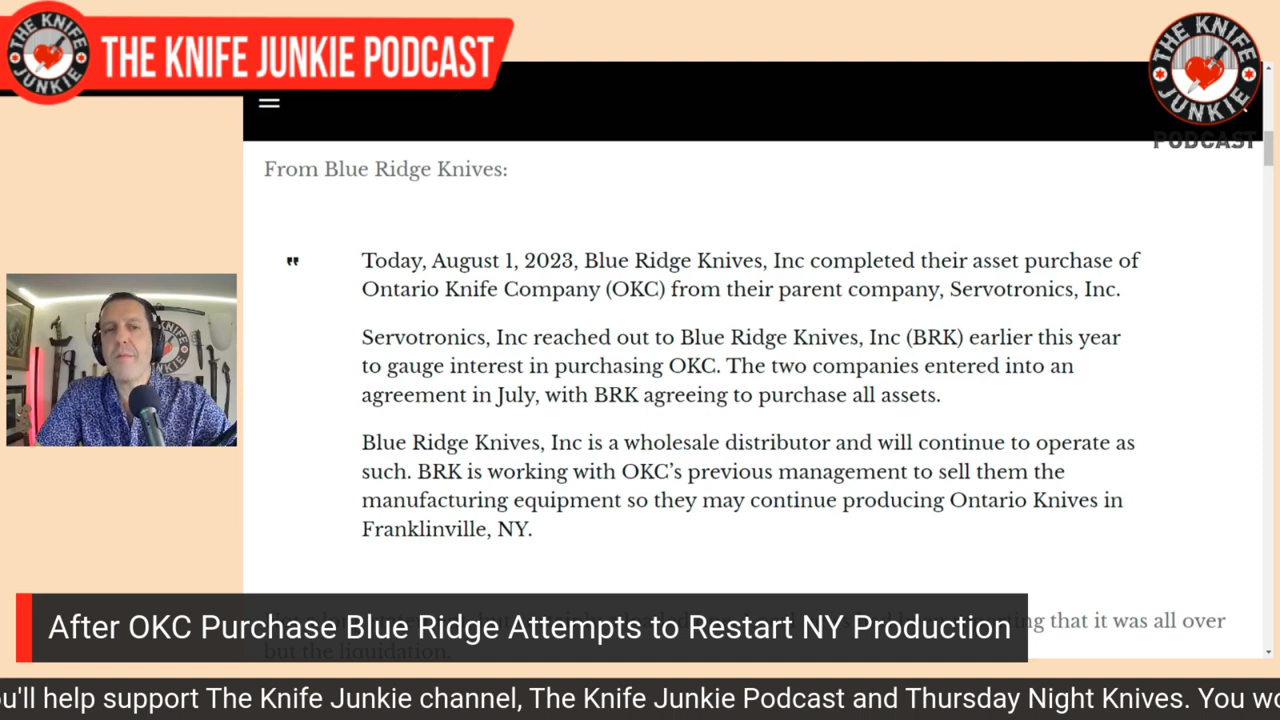 THE KNIFE JUNKIE
THE KNIFE JUNKIE PODCAST
THE KNIFE JUNKIE
PODCAST
From Blue Ridge Knives:
"
Today, August 1, 2023, Blue Ridge Knives, Inc completed their asset purchase of
Ontario Knife Company (OKC) from their parent company, Servotronics, Inc.
Servotronics, Inc reached out to Blue Ridge Knives, Inc (BRK) earlier this year
to gauge interest in purchasing OKC. The two companies entered into an
agreement in July, with BRK agreeing to purchase all assets.
Blue Ridge Knives, Inc is a wholesale distributor and will continue to operate as
such. BRK is working with OKC’s previous management to sell them the
manufacturing equipment so they may continue producing Ontario Knives in
Franklinville, NY.
KNIFE
JUNKIE
that it was all over
but the liquidation.
After OKC Purchase Blue Ridge Attempts to Restart NY Production
ou'll help support The Knife Junkie channel, The Knife Junkie Podcast and Thursday Night Knives. You wo